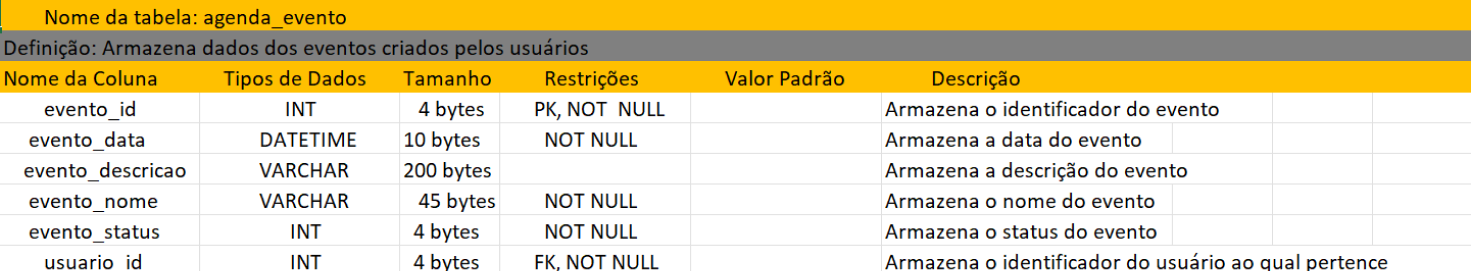 Nome da tabela: agenda_evento
Definição: Armazena dados dos eventos criados pelos usuários
Nome da Coluna Tipos de Dados Tamanho Restrições Valor Padrão Descrição
evento_id INT 4 bytes PK, NOT NULL Armazena o identificador do evento
evento_data DATETIME 10 bytes NOT NULL Armazena a data do evento
evento_descricao VARCHAR 200 bytes Armazena a descrição do evento
evento_nome VARCHAR 45 bytes NOT NULL Armazena o nome do evento
evento_status INT 4 bytes NOT NULL Armazena o status do evento
usuario_id INT 4 bytes FK, NOT NULL Armazena o identificador do usuário ao qual pertence